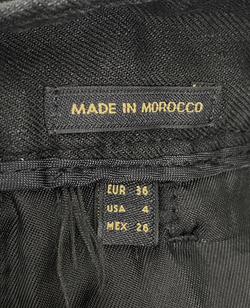 MADE IN MOROCCO
EUR 36
USA 4
MEX 26